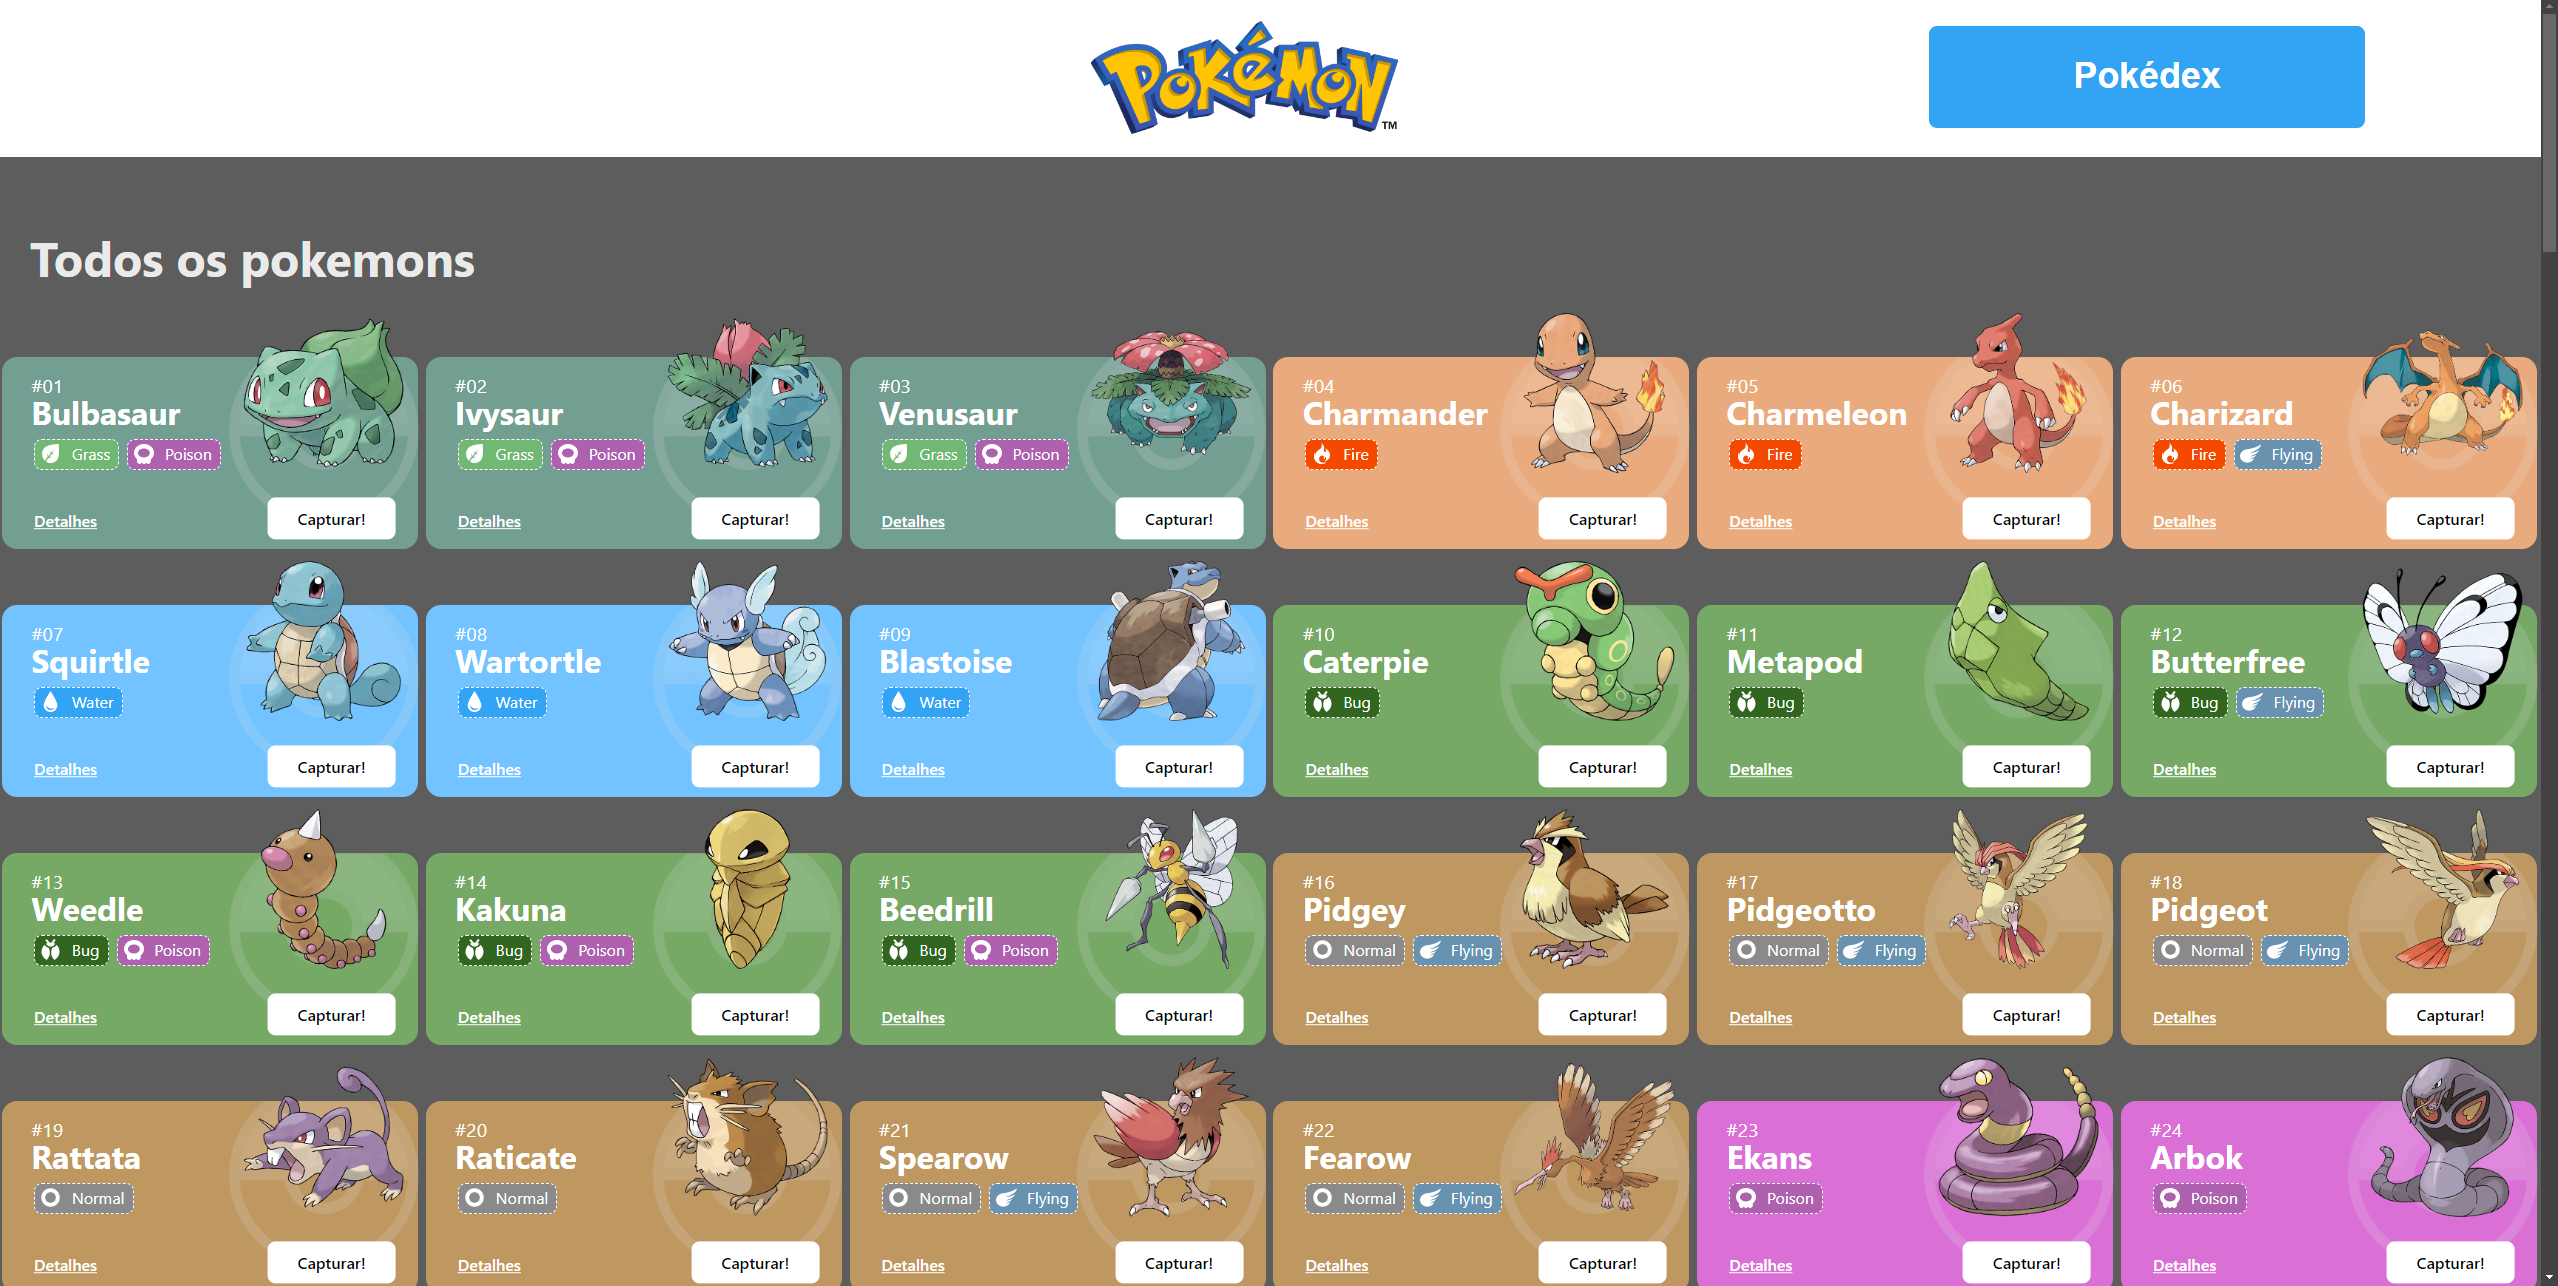 POKéMON
TM
Pokédex
Todos os pokemons
#01
Bulbasaur
Grass Poison
Detalhes Capturar!
#02
Ivysaur
Grass Poison
Detalhes Capturar!
#03
Venusaur
Grass Poison
Detalhes Capturar!
#04
Charmander
Fire
Detalhes Capturar!
#05
Charmeleon
Fire
Detalhes Capturar!
#06
Charizard
Fire Flying
Detalhes Capturar!
#07
Squirtle
Water
Detalhes Capturar!
#08
Wartortle
Water
Detalhes Capturar!
#09
Blastoise
Water
Detalhes Capturar!
#10
Caterpie
Bug
Detalhes Capturar!
#11
Metapod
Bug
Detalhes Capturar!
#12
Butterfree
Bug Flying
Detalhes Capturar!
#13
Weedle
Bug Poison
Detalhes Capturar!
#14
Kakuna
Bug Poison
Detalhes Capturar!
#15
Beedrill
Bug Poison
Detalhes Capturar!
#16
Pidgey
Normal Flying
Detalhes Capturar!
#17
Pidgeotto
Normal Flying
Detalhes Capturar!
#18
Pidgeot
Normal Flying
Detalhes Capturar!
#19
Rattata
Normal
Detalhes Capturar!
#20
Raticate
Normal
Detalhes Capturar!
#21
Spearow
Normal Flying
Detalhes Capturar!
#22
Fearow
Normal Flying
Detalhes Capturar!
#23
Ekans
Poison
Detalhes Capturar!
#24
Arbok
Poison
Detalhes Capturar!